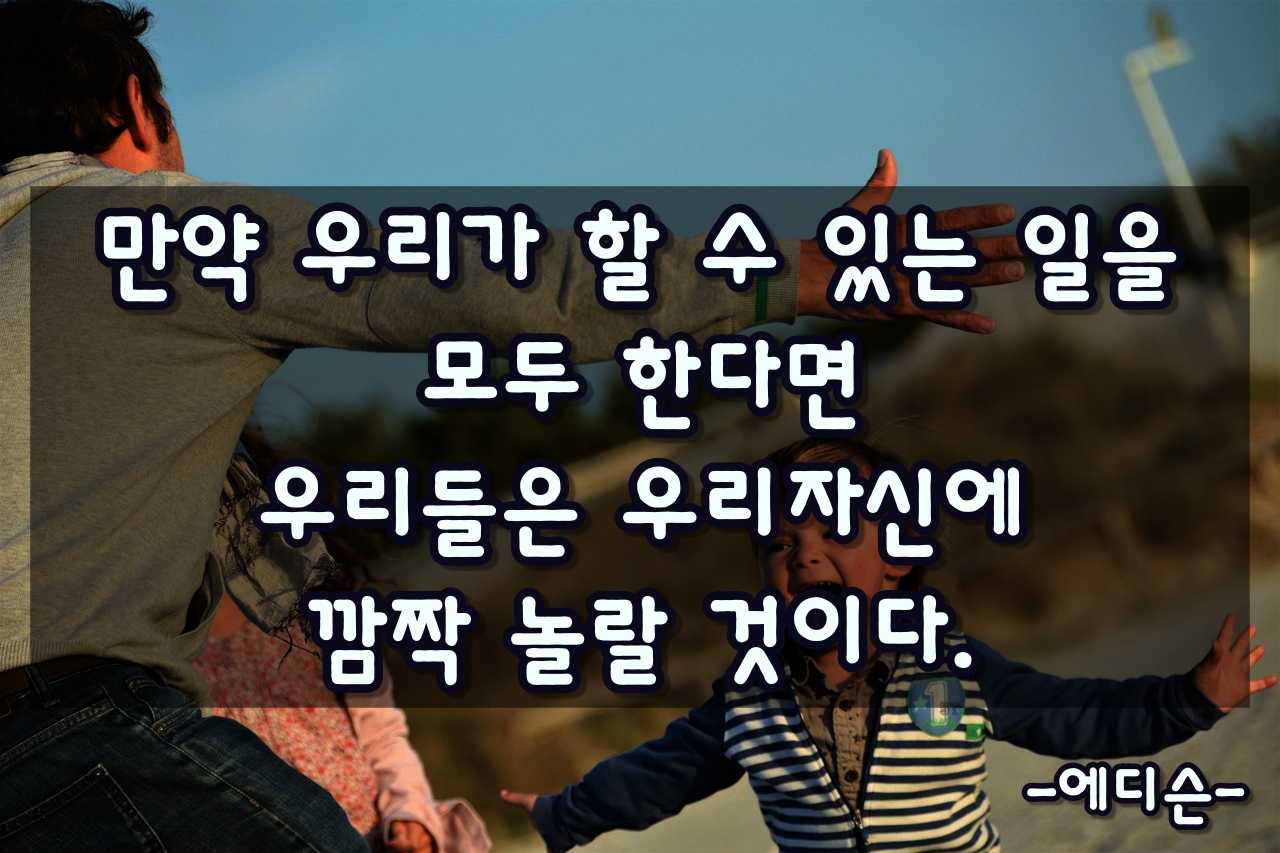 만약 우리가 할 수 있는 일을
모두 한다면
우리들은 우리자신에
깜짝 놀랄 것이다.
1
-에디슨-